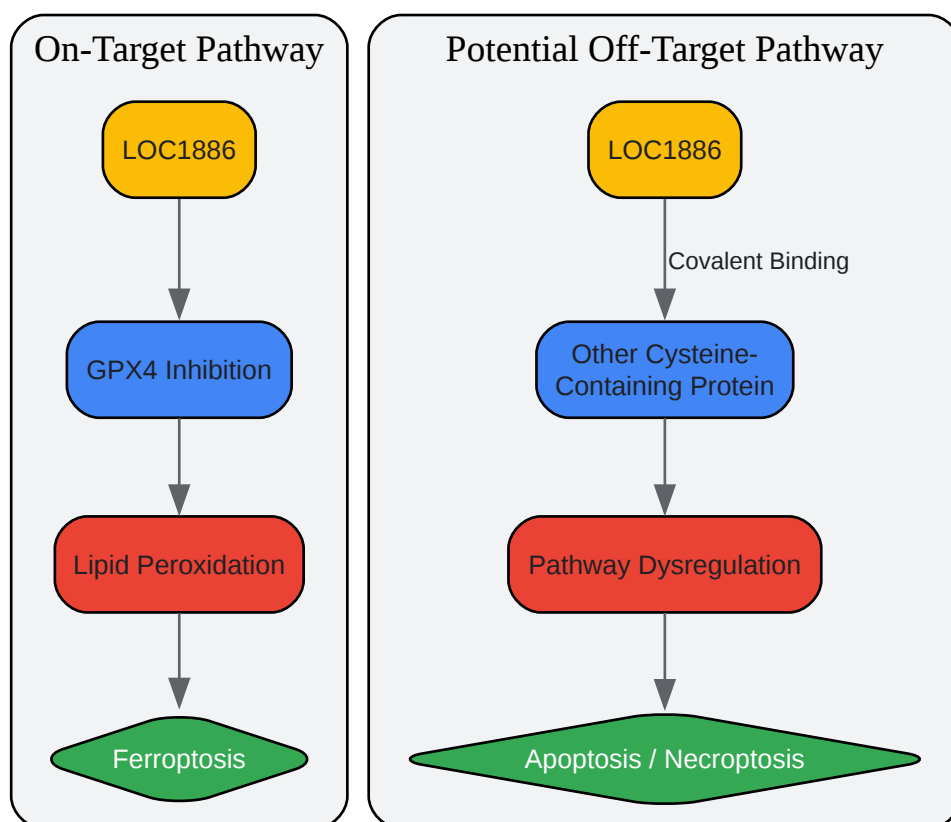 On-Target Pathway
LOC1886
GPX4 Inhibition
Lipid Peroxidation
Ferroptosis
Potential Off-Target Pathway
LOC1886
Covalent Binding
Other Cysteine-
Containing Protein
Pathway Dysregulation
Apoptosis / Necroptosis